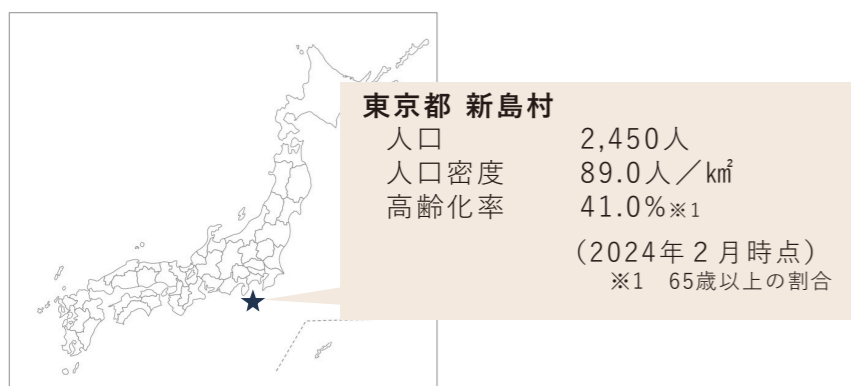 東京都 新島村
人口 2,450人
人口密度 89.0人／㎢
高齢化率 41.0%※1
(2024年２月時点)
※1 65歳以上の割合